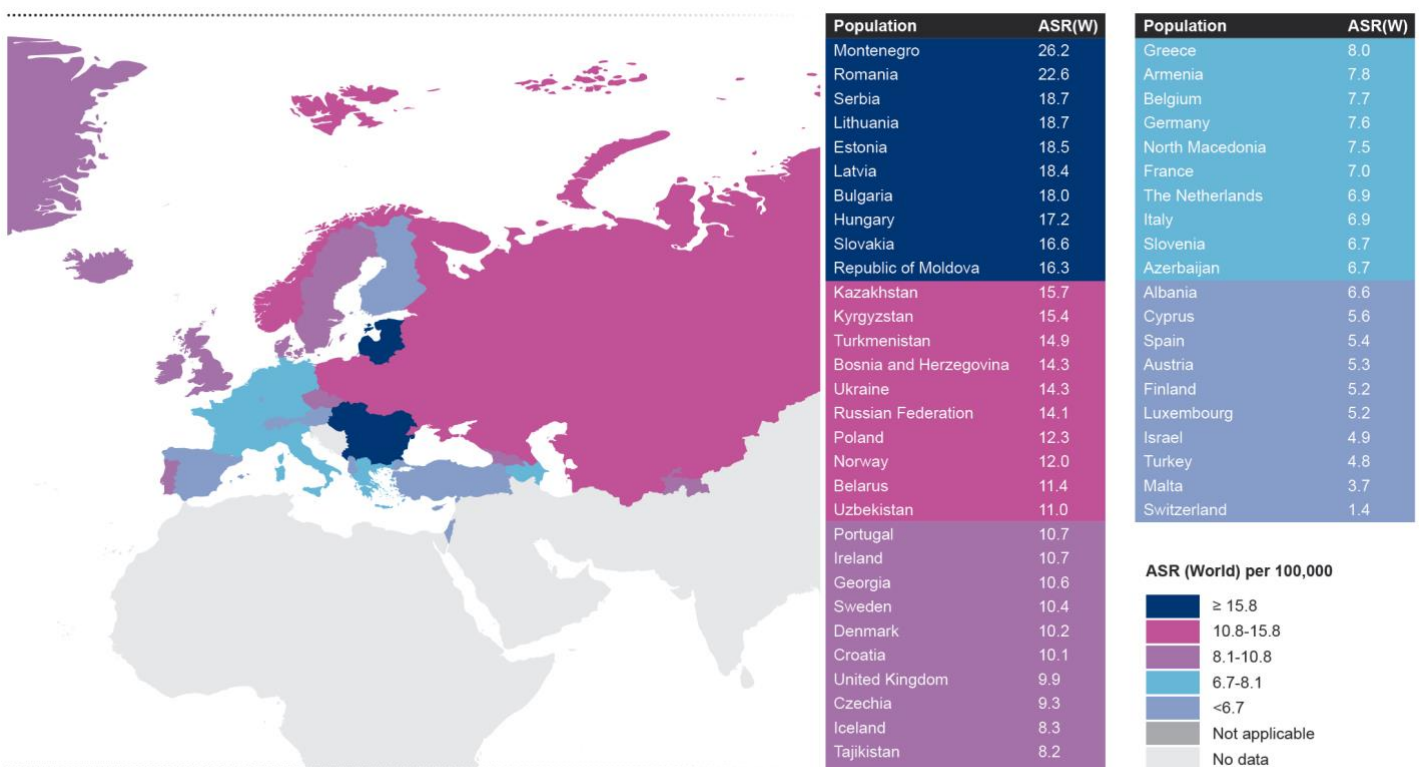 Population ASR(W)
Montenegro 26.2
Romania 22.6
Serbia 18.7
Lithuania 18.7
Estonia 18.5
Latvia 18.4
Bulgaria 18.0
Hungary 17.2
Slovakia 16.6
Republic of Moldova 16.3
Kazakhstan 15.7
Kyrgyzstan 15.4
Turkmenistan 14.9
Bosnia and Herzegovina 14.3
Ukraine 14.3
Russian Federation 14.1
Poland 12.3
Norway 12.0
Belarus 11.4
Uzbekistan 11.0
Portugal 10.7
Ireland 10.7
Georgia 10.6
Sweden 10.4
Denmark 10.2
Croatia 10.1
United Kingdom 9.9
Czechia 9.3
Iceland 8.3
Tajikistan 8.2
Population ASR(W)
Greece 8.0
Armenia 7.8
Belgium 7.7
Germany 7.6
North Macedonia 7.5
France 7.0
The Netherlands 6.9
Italy 6.9
Slovenia 6.7
Azerbaijan 6.7
Albania 6.6
Cyprus 5.6
Spain 5.4
Austria 5.3
Finland 5.2
Luxembourg 5.2
Israel 4.9
Turkey 4.8
Malta 3.7
Switzerland 1.4
ASR (World) per 100,000
≥ 15.8
10.8-15.8
8.1-10.8
6.7-8.1
<6.7
Not applicable
No data